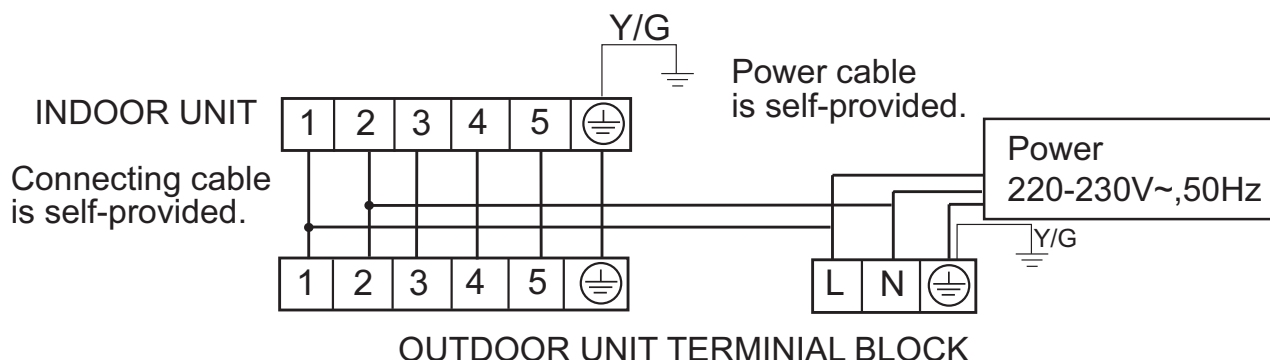 Y/G
Power cable
is self-provided.
INDOOR UNIT
1 2 3 4 5
Connecting cable
is self-provided.
Power
220-230V~,50Hz
Y/G
1 2 3 4 5
L N
OUTDOOR UNIT TERMINIAL BLOCK